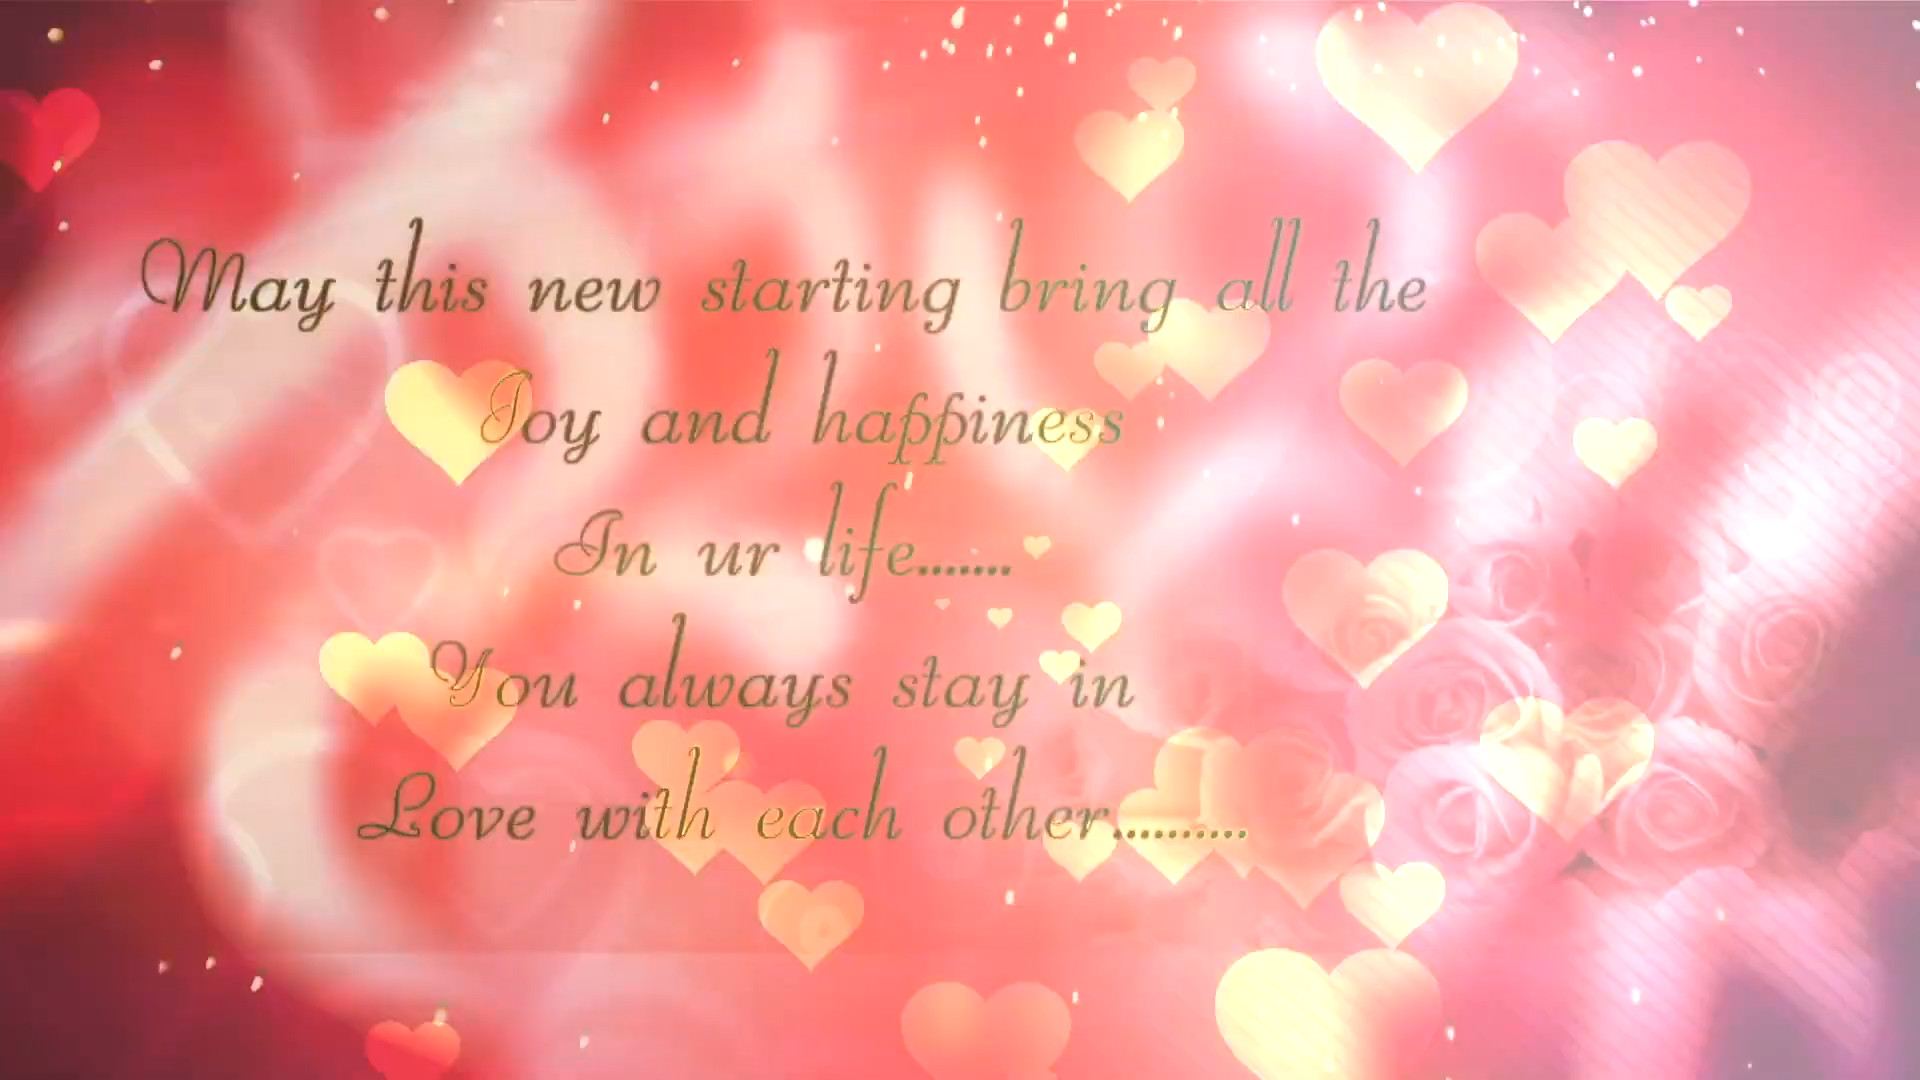 May this new starting bring all the
Joy and happiness
In ur life.......
You always stay in
Love with each other..........